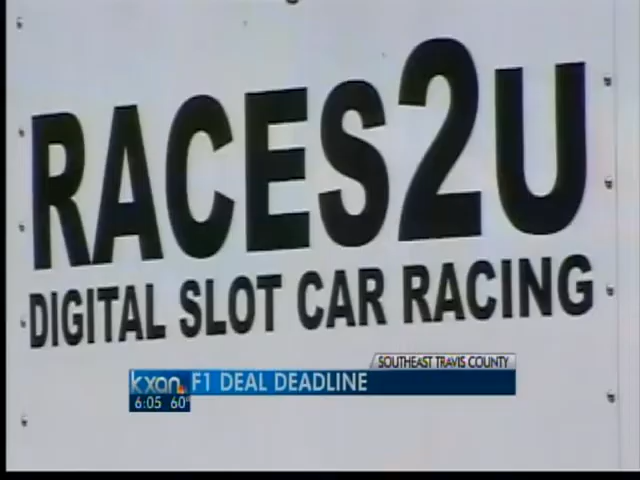 RACES2U
DIGITAL SLOT CAR RACING
SOUTHEAST TRAVIS COUNTY
kxan F1 DEAL DEADLINE
6:05 60°